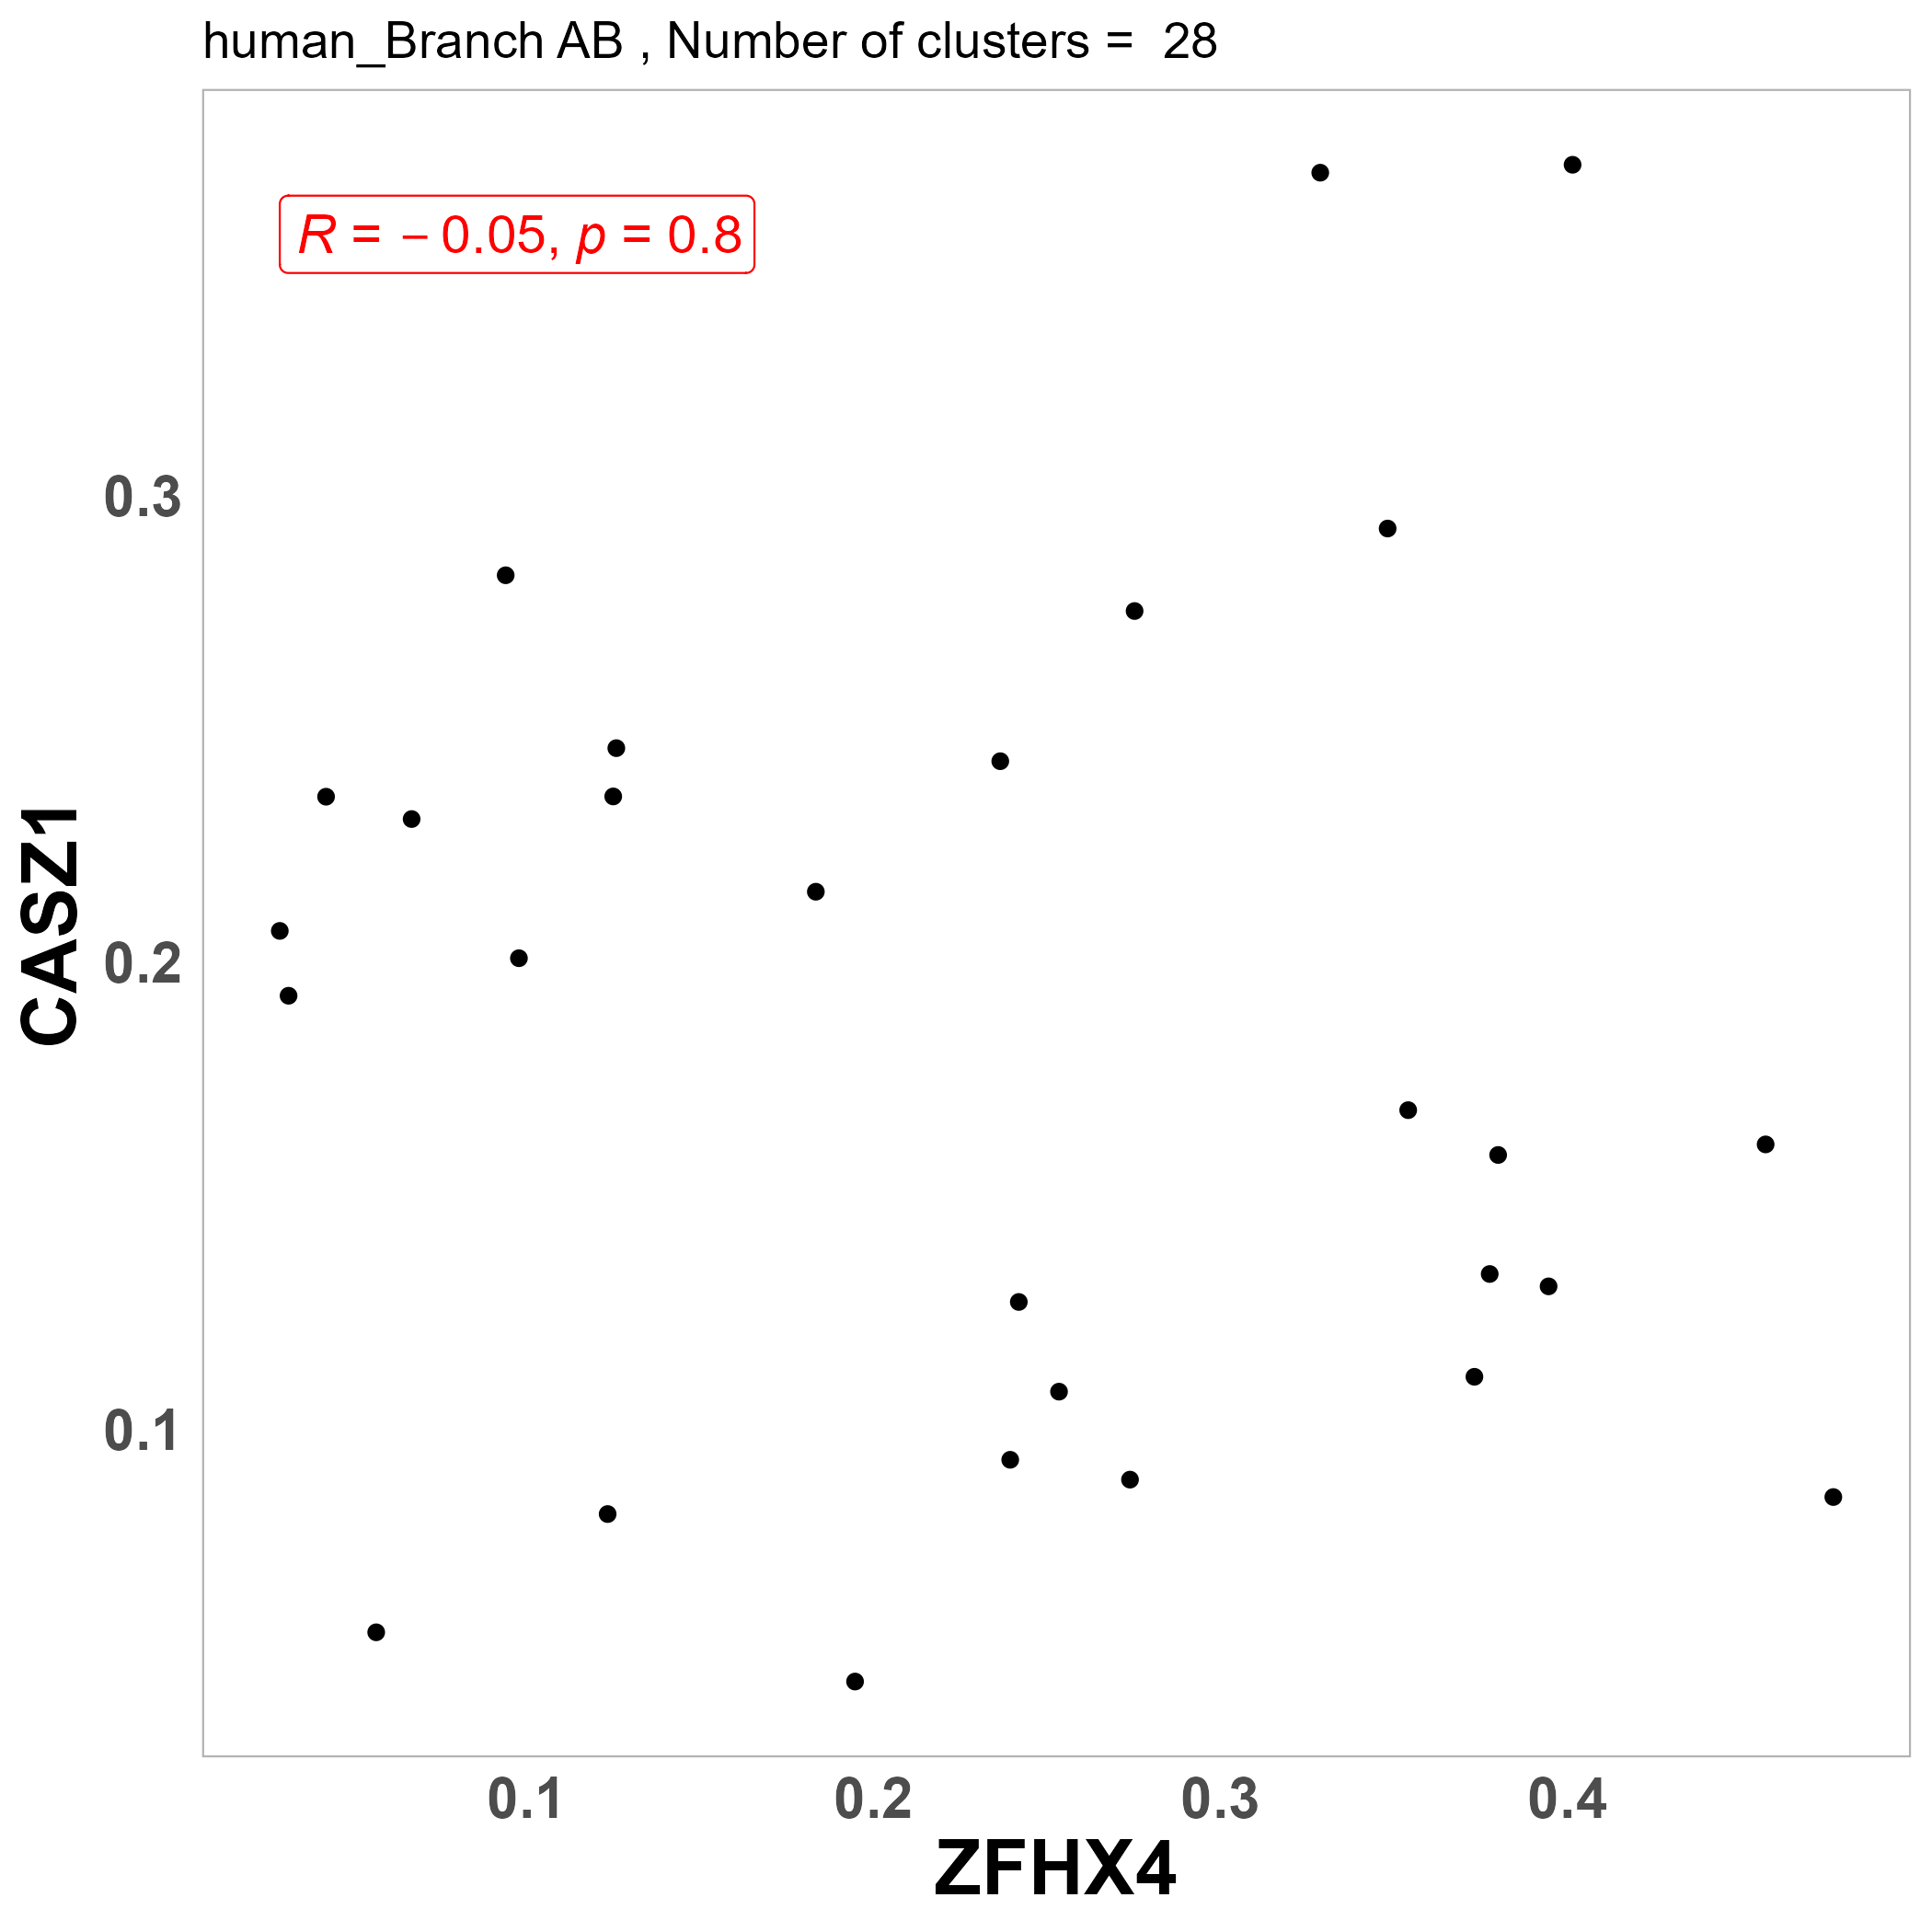 human_Branch AB , Number of clusters =  28
R = – 0.05, p = 0.8
0.3
0.2
0.1
CASZ1
0.1 0.2 0.3 0.4
ZFHX4